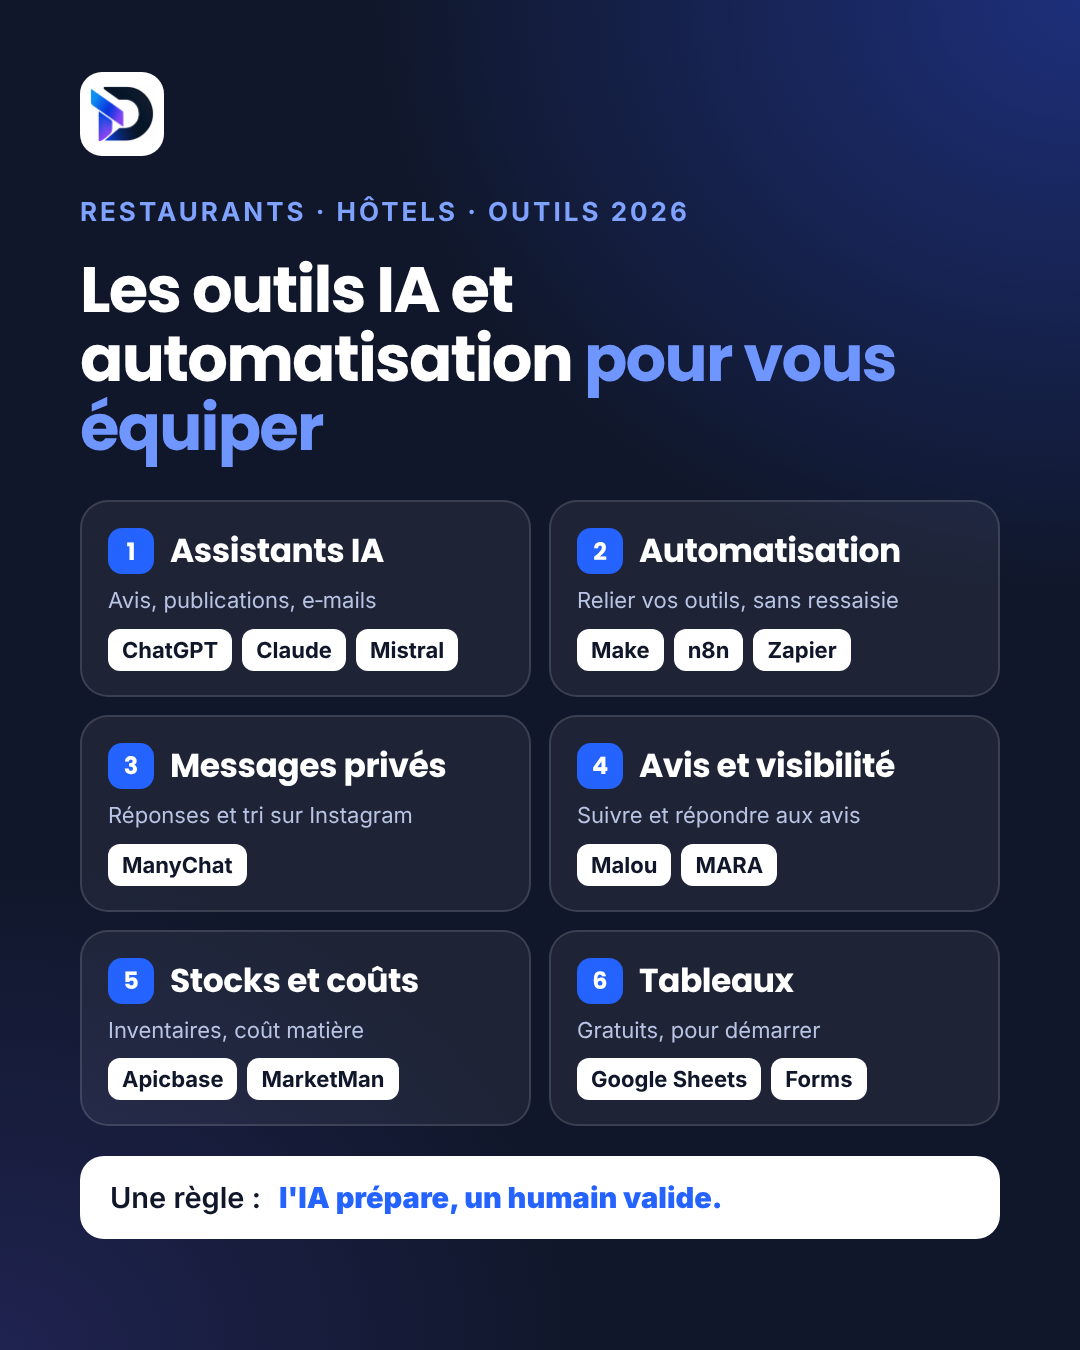 RESTAURANTS · HÔTELS · OUTILS 2026
Les outils IA et
automatisation pour vous
équiper
1 Assistants IA
Avis, publications, e-mails
ChatGPT Claude Mistral
2 Automatisation
Relier vos outils, sans ressaisie
Make n8n Zapier
3 Messages privés
Réponses et tri sur Instagram
ManyChat
4 Avis et visibilité
Suivre et répondre aux avis
Malou MARA
5 Stocks et coûts
Inventaires, coût matière
Apicbase MarketMan
6 Tableaux
Gratuits, pour démarrer
Google Sheets Forms
Une règle : l'IA prépare, un humain valide.